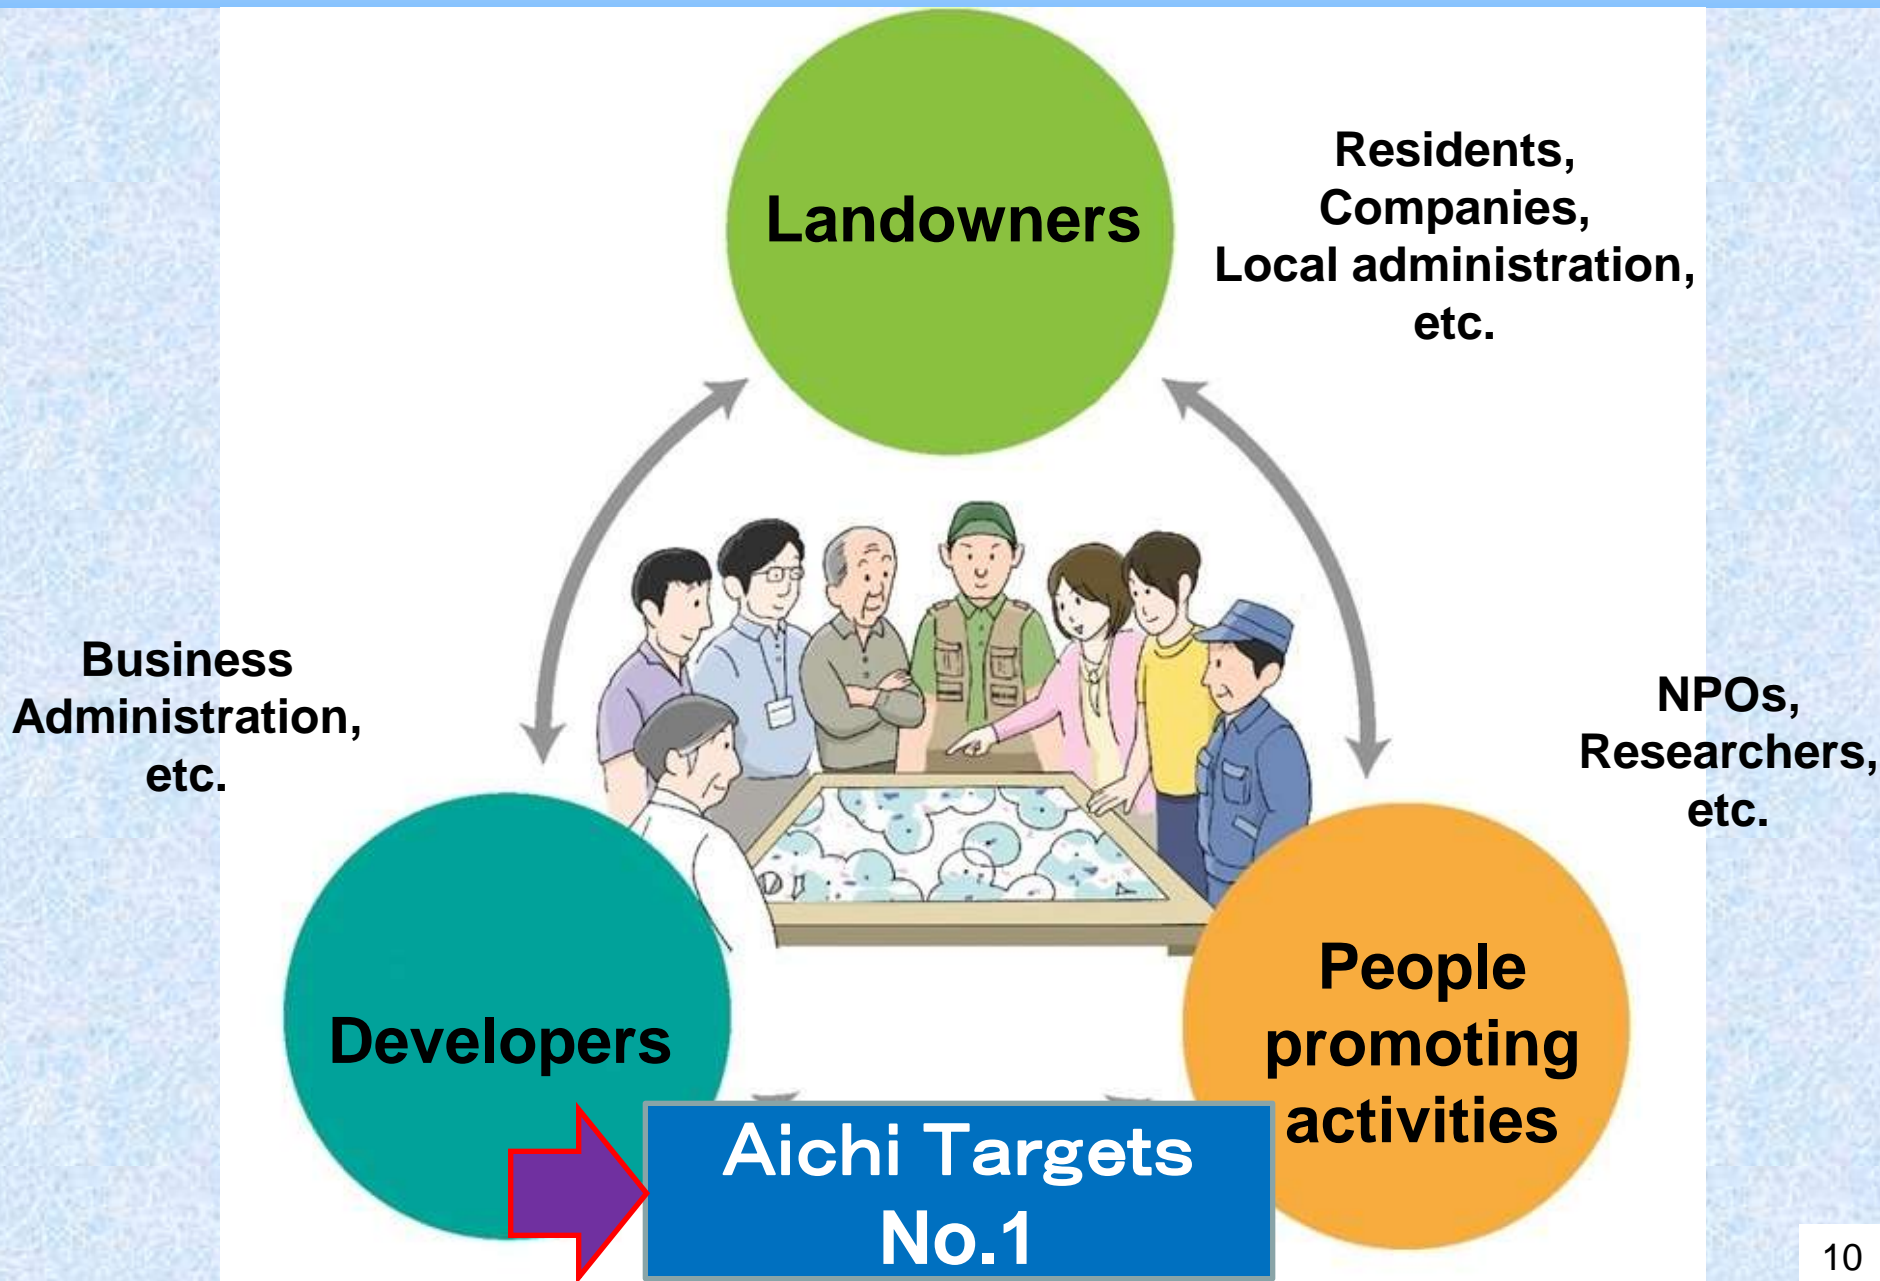 Landowners
Residents,
Companies,
Local administration,
etc.
Business
Administration,
etc.
NPOs,
Researchers,
etc.
Developers
People
promoting
activities
Aichi Targets
No.1
10